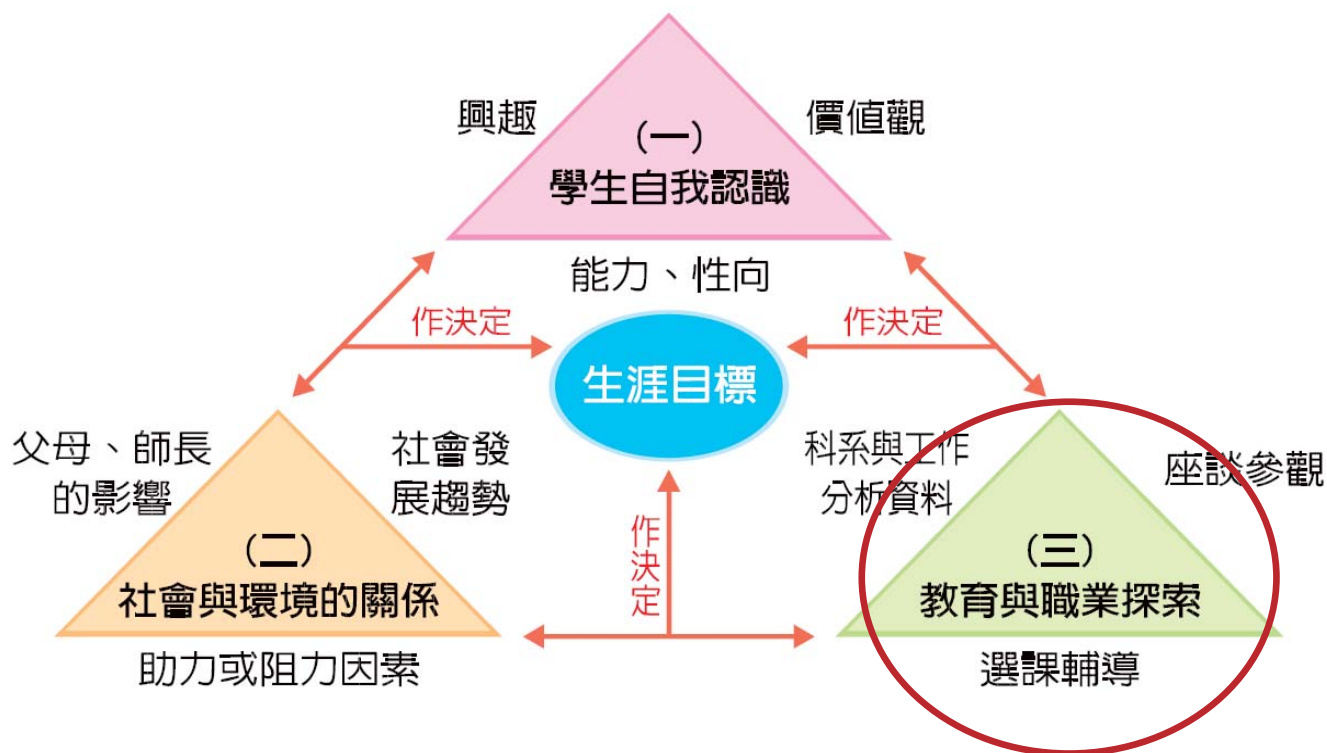 興趣
價值觀
(一)
學生自我認識
能力、性向
作決定
作決定
生涯目標
父母、師長
的影響
社會發
展趨勢
(二)
社會與環境的關係
助力或阻力因素
作決定
科系與工作
分析資料
座談參觀
(三)
教育與職業探索
選課輔導